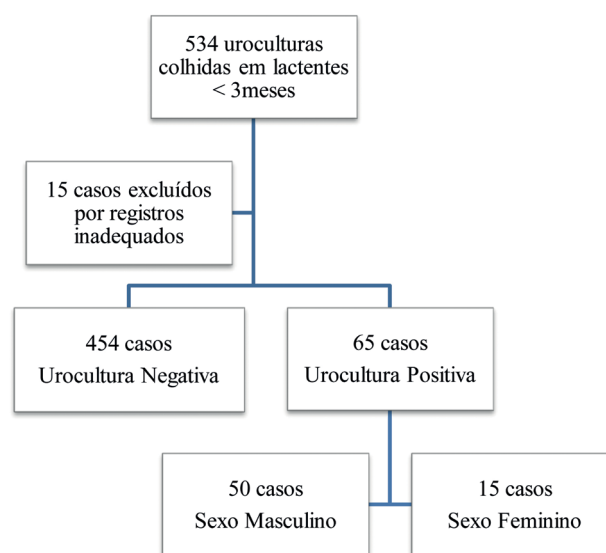 534 uroculturas
colhidas em lactentes
< 3meses
15 casos excluídos
por registros
inadequados
454 casos
Urocultura Negativa
65 casos
Urocultura Positiva
50 casos
Sexo Masculino
15 casos
Sexo Feminino